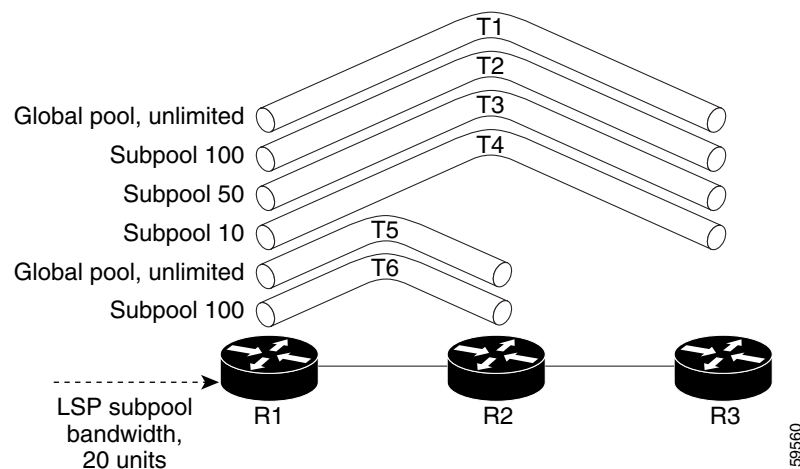 T1
T2
Global pool, unlimited
T3
Subpool 100
T4
Subpool 50
Subpool 10
T5
Global pool, unlimited
T6
Subpool 100
LSP subpool
bandwidth,
20 units
R1
R2
R3
59560